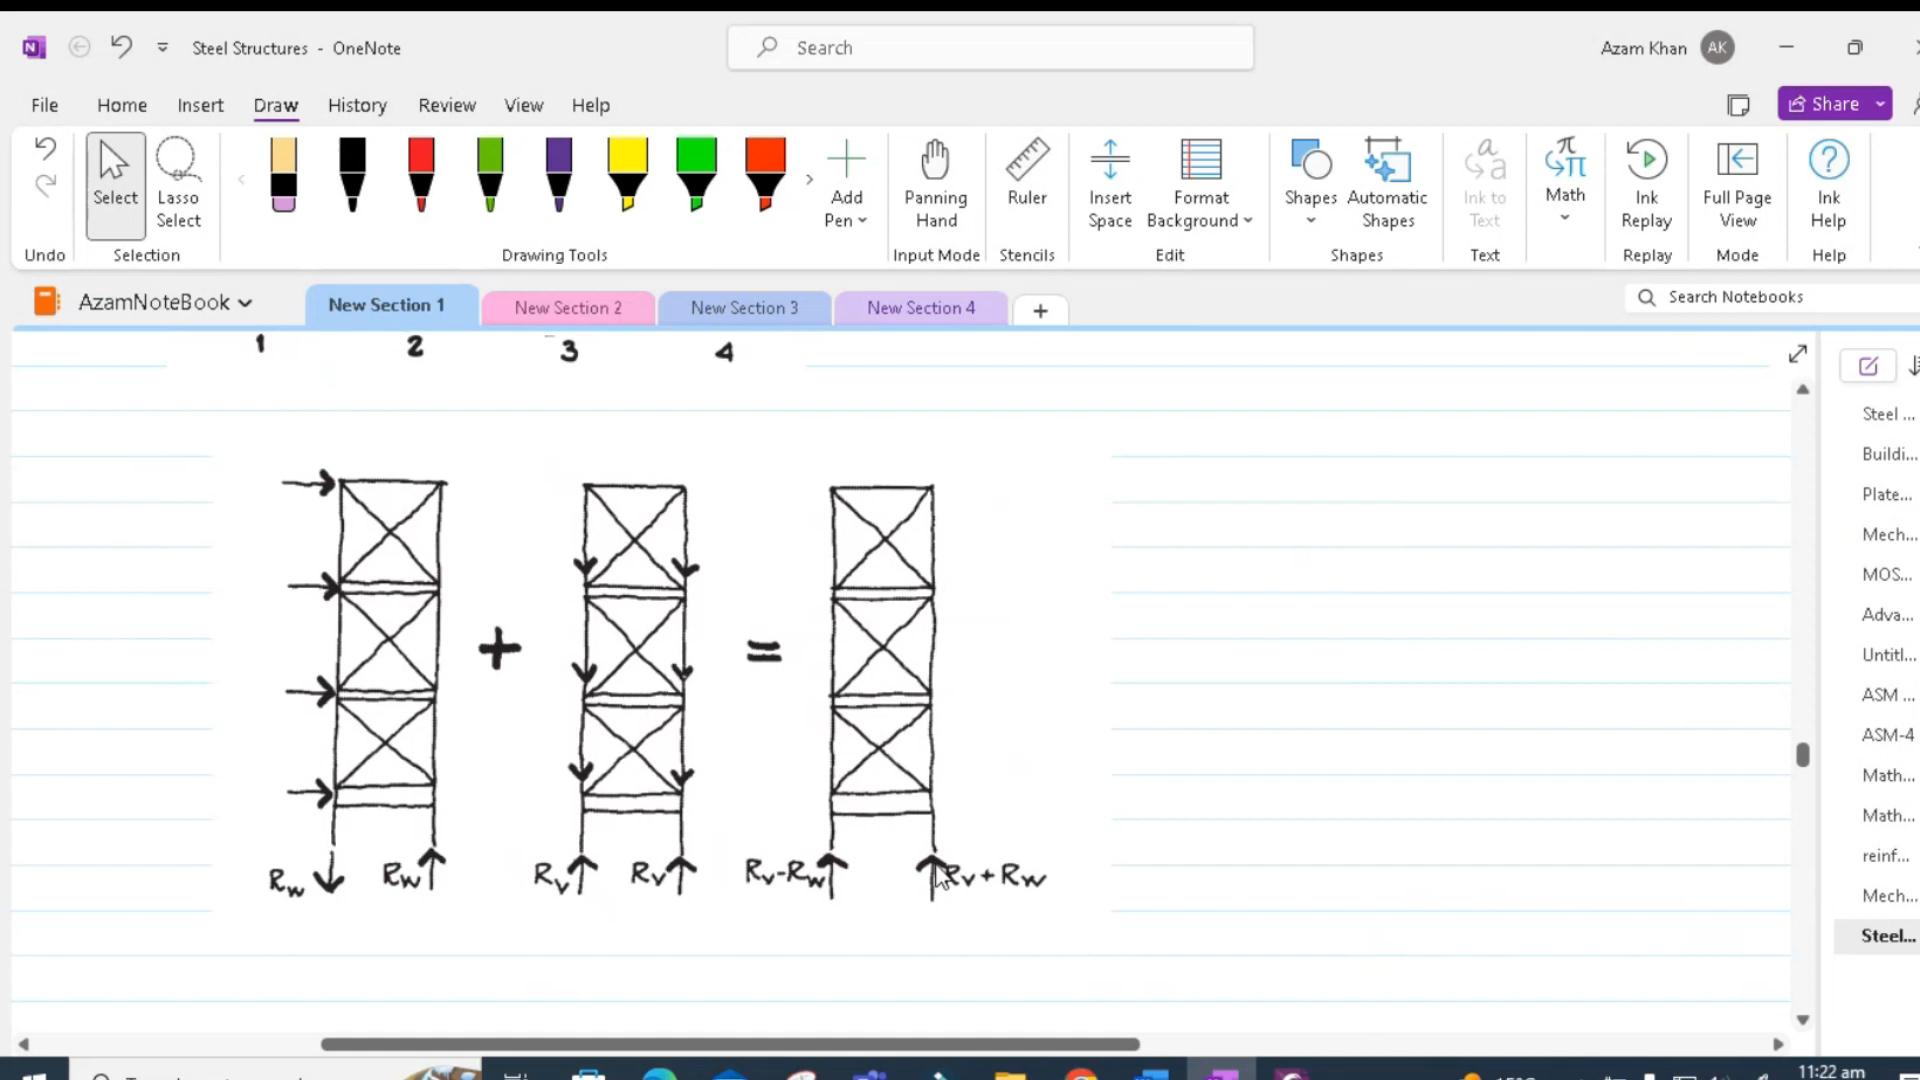 Steel Structures - OneNote
Search
Azam Khan AK
File Home Insert Draw History Review View Help
Share
Select
Lasso Select
Add Pen
Panning Hand
Ruler
Insert Space
Format Background
Shapes
Automatic Shapes
Ink to Text
Math
Ink Replay
Full Page View
Ink Help
Undo Selection Drawing Tools Input Mode Stencils Edit Shapes Text Replay Mode Help
AzamNoteBook
New Section 1 New Section 2 New Section 3 New Section 4 +
Search Notebooks
1 2 3 4
Steel ...
Buildi...
Plate...
Mech...
MOS...
Adva...
Untitl...
ASM ...
ASM-4
Math...
Math...
reinf...
Mech...
Steel...
+ =
Rw Rw Rv Rv Rv-Rw Rv+Rw
11:22 am